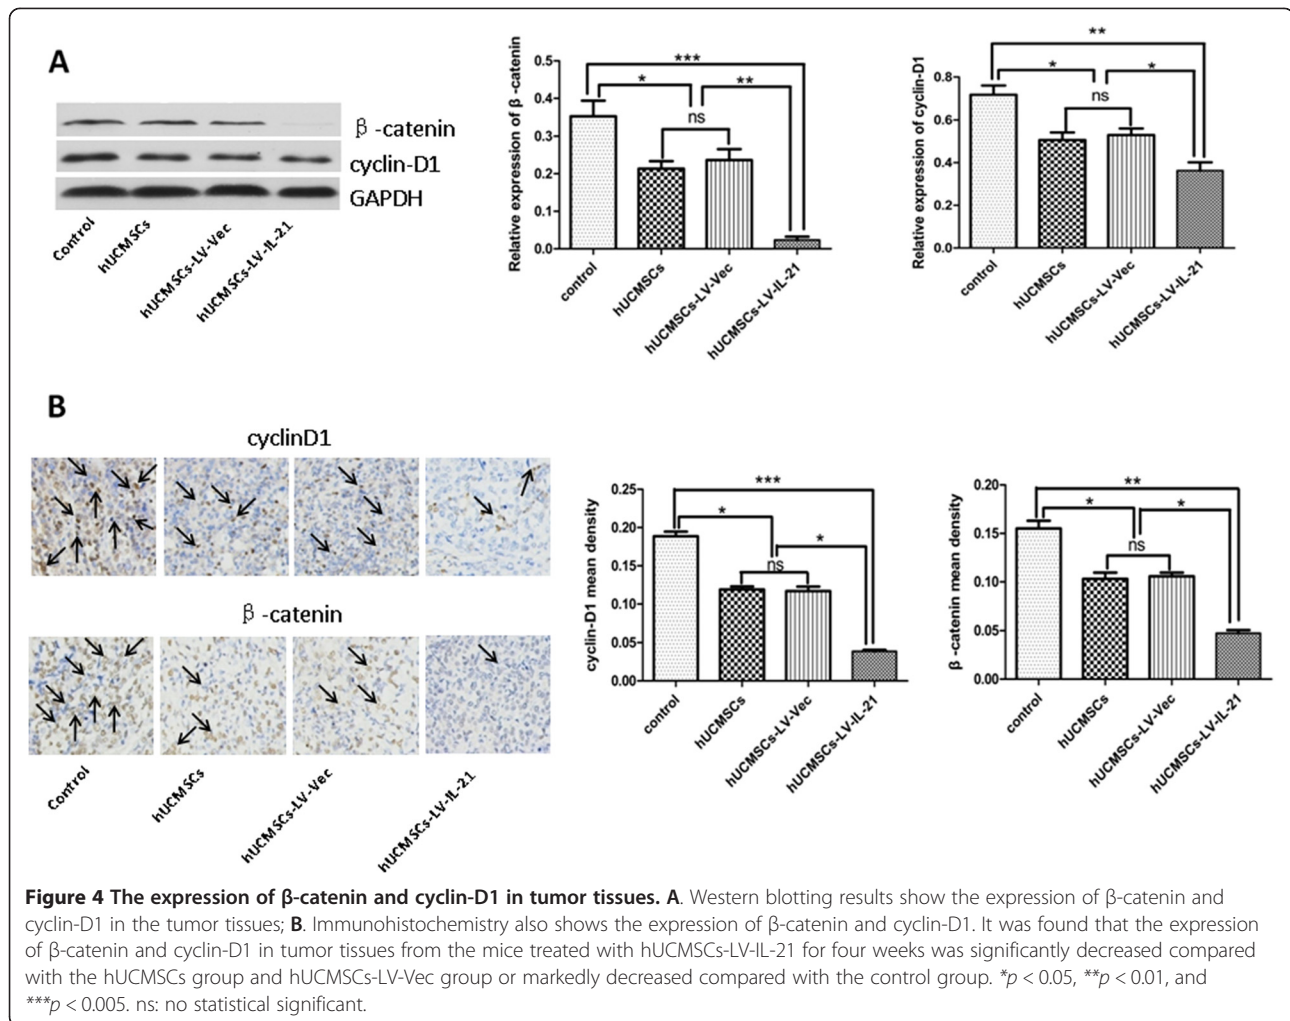 A
β-catenin
cyclin-D1
GAPDH
Control
hUCMSCs
hUCMSCs-LV-Vec
hUCMSCs-LV-IL-21
Relative expression of β-catenin
0.5
0.4
0.3
0.2
0.1
0.0
***
*
**
ns
control
hUCMSCs
hUCMSCs-LV-Vec
hUCMSCs-LV-IL-21
Relative expression of cyclin-D1
0.8
0.6
0.4
0.2
0.0
**
*
*
ns
control
hUCMSCs
hUCMSCs-LV-Vec
hUCMSCs-LV-IL-21
B
cyclinD1
β-catenin
Control
hUCMSCs
hUCMSCs-LV-Vec
hUCMSCs-LV-IL-21
cyclin-D1 mean density
0.25
0.20
0.15
0.10
0.05
0.00
***
*
*
ns
control
hUCMSCs
hUCMSCs-LV-Vec
hUCMSCs-LV-IL-21
β-catenin mean density
0.20
0.15
0.10
0.05
0.00
**
*
*
ns
control
hUCMSCs
hUCMSCs-LV-Vec
hUCMSCs-LV-IL-21
Figure 4 The expression of β-catenin and cyclin-D1 in tumor tissues. A. Western blotting results show the expression of β-catenin and
cyclin-D1 in the tumor tissues; B. Immunohistochemistry also shows the expression of β-catenin and cyclin-D1. It was found that the expression
of β-catenin and cyclin-D1 in tumor tissues from the mice treated with hUCMSCs-LV-IL-21 for four weeks was significantly decreased compared
with the hUCMSCs group and hUCMSCs-LV-Vec group or markedly decreased compared with the control group. *p < 0.05, **p < 0.01, and
***p < 0.005. ns: no statistical significant.